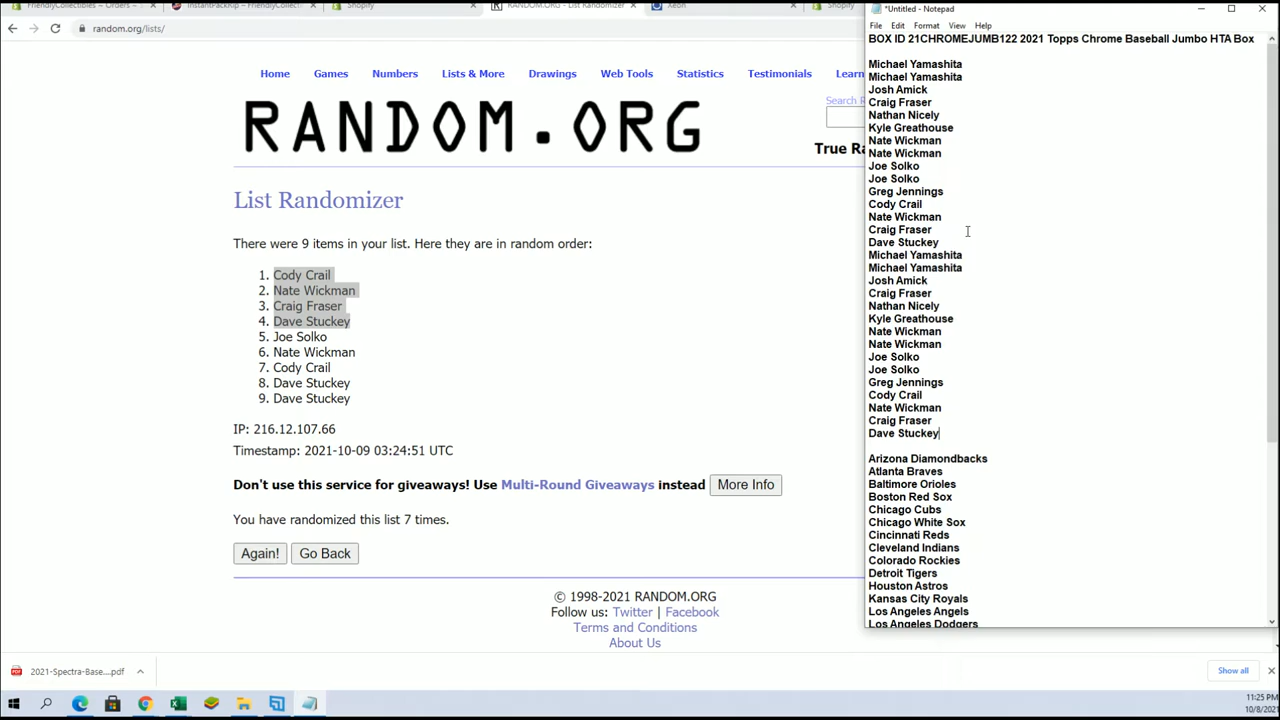 FriendlyCollectibles – Orders –
InstantPackRip – FriendlyCollect
Shopify
RANDOM.ORG - List Randomizer
Xeon
Shopify
random.org/lists/
Home Games Numbers Lists & More Drawings Web Tools Statistics Testimonials Learn
Search R
RANDOM.ORG
True Ra
List Randomizer
There were 9 items in your list. Here they are in random order:
1. Cody Crail
2. Nate Wickman
3. Craig Fraser
4. Dave Stuckey
5. Joe Solko
6. Nate Wickman
7. Cody Crail
8. Dave Stuckey
9. Dave Stuckey
IP: 216.12.107.66
Timestamp: 2021-10-09 03:24:51 UTC
Don't use this service for giveaways! Use Multi-Round Giveaways instead More Info
You have randomized this list 7 times.
Again! Go Back
© 1998-2021 RANDOM.ORG
Follow us: Twitter | Facebook
Terms and Conditions
About Us
*Untitled - Notepad
File Edit Format View Help
BOX ID 21CHROMEJUMB122 2021 Topps Chrome Baseball Jumbo HTA Box
Michael Yamashita
Michael Yamashita
Josh Amick
Craig Fraser
Nathan Nicely
Kyle Greathouse
Nate Wickman
Nate Wickman
Joe Solko
Joe Solko
Greg Jennings
Cody Crail
Nate Wickman
Craig Fraser
Dave Stuckey
Michael Yamashita
Michael Yamashita
Josh Amick
Craig Fraser
Nathan Nicely
Kyle Greathouse
Nate Wickman
Nate Wickman
Joe Solko
Joe Solko
Greg Jennings
Cody Crail
Nate Wickman
Craig Fraser
Dave Stuckey
Arizona Diamondbacks
Atlanta Braves
Baltimore Orioles
Boston Red Sox
Chicago Cubs
Chicago White Sox
Cincinnati Reds
Cleveland Indians
Colorado Rockies
Detroit Tigers
Houston Astros
Kansas City Royals
Los Angeles Angels
Los Angeles Dodgers
2021-Spectra-Base....pdf
Show all
11:25 PM
10/8/2021